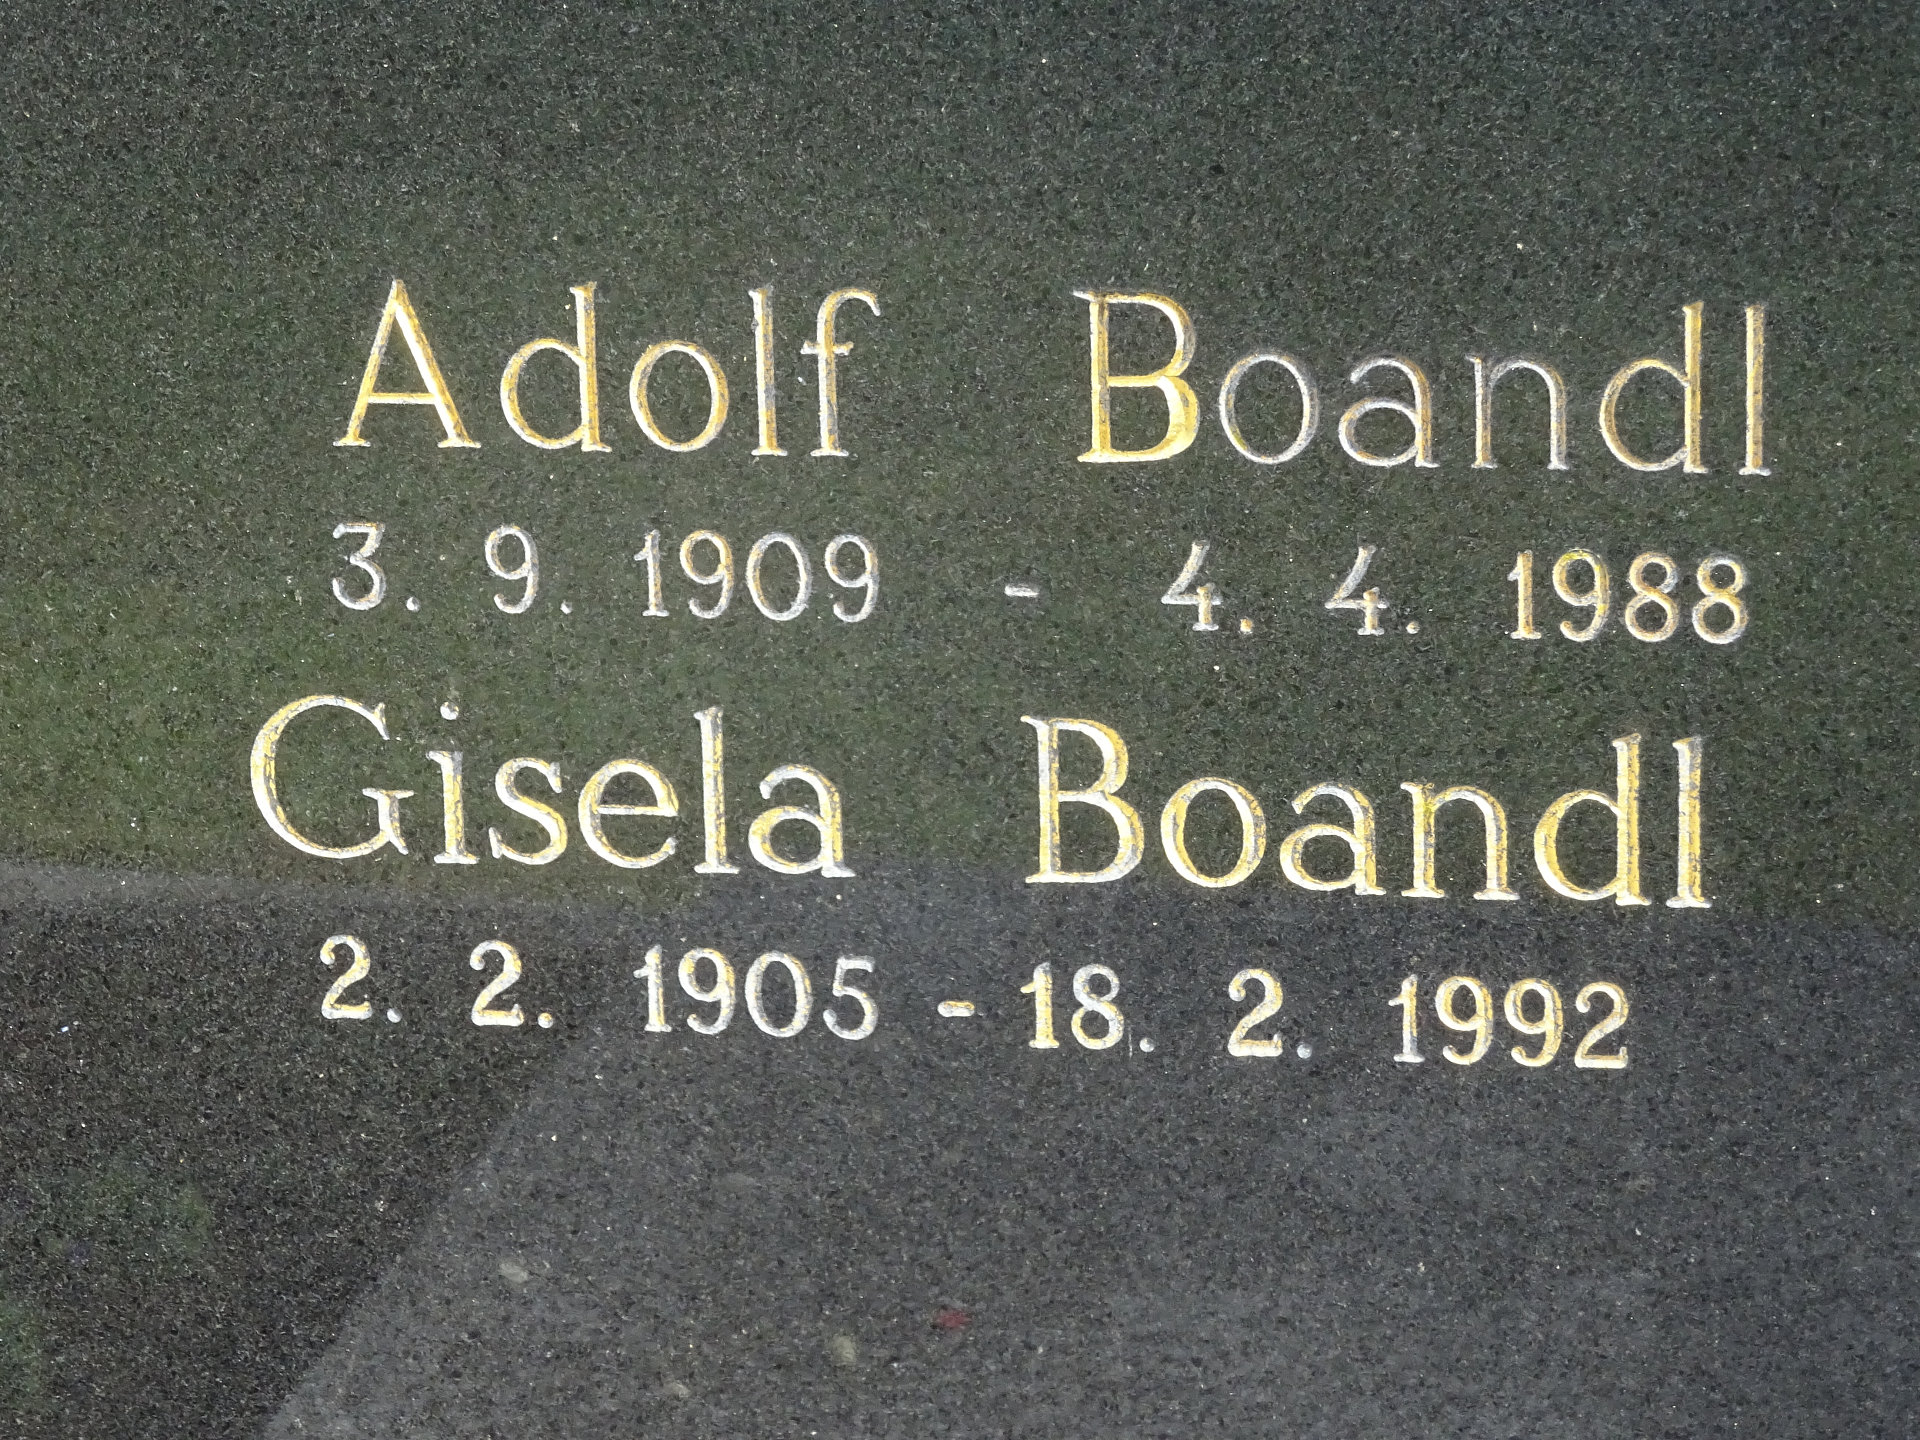 Adolf Boandl
3. 9. 1909 - 4. 4. 1988
Gisela Boandl
2. 2. 1905 - 18. 2. 1992